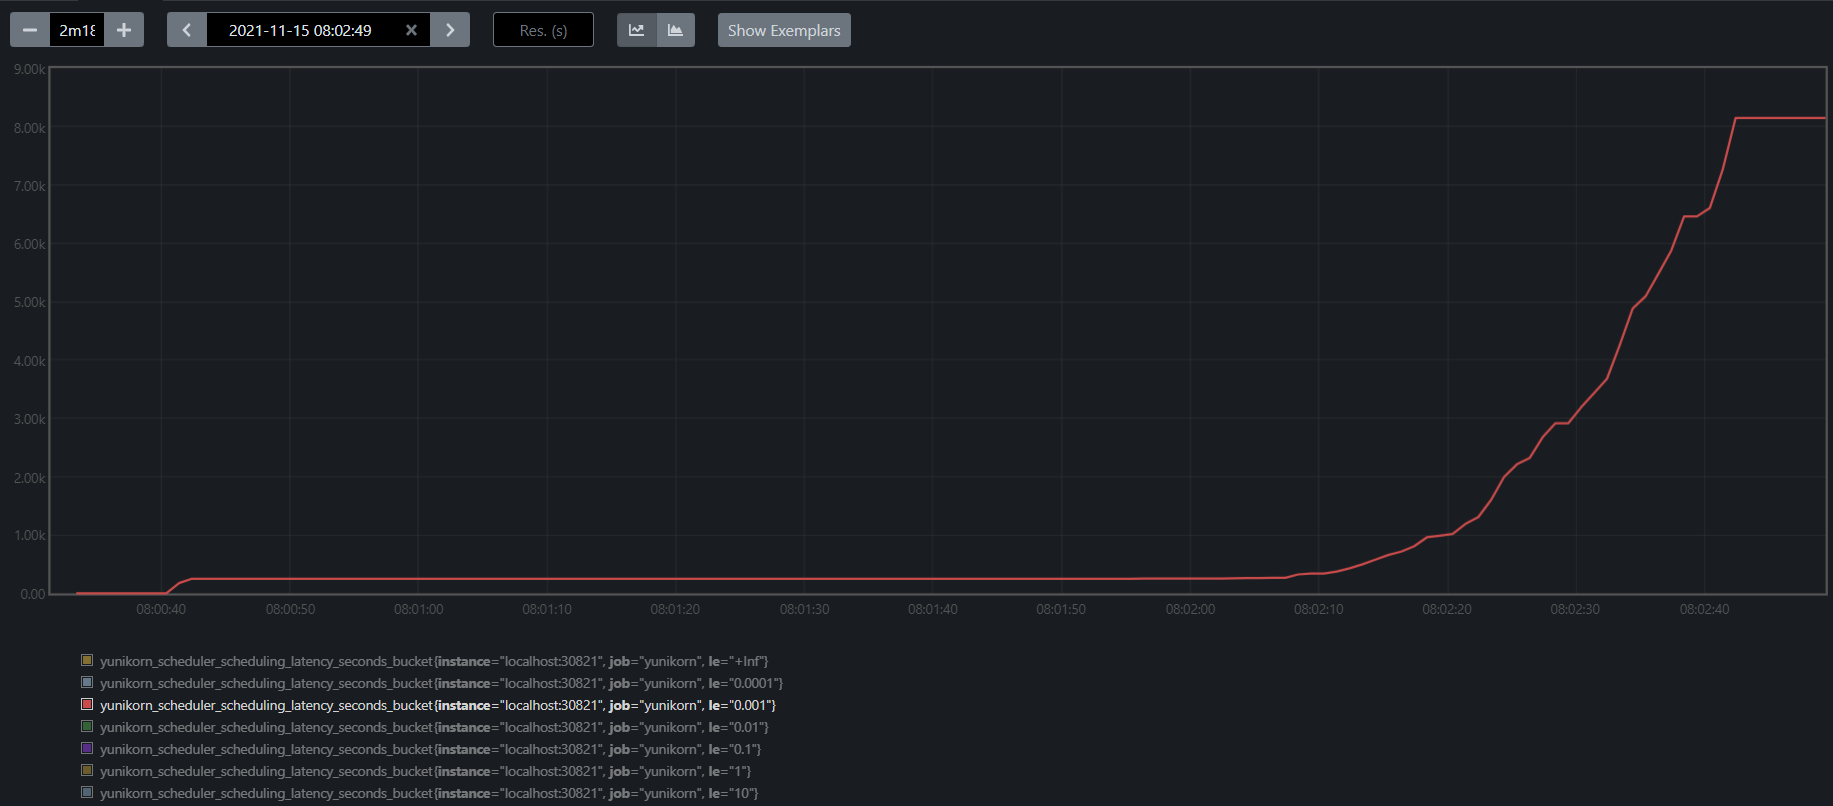 2m18
2021-11-15 08:02:49
Res. (s)
Show Exemplars
9.00k
8.00k
7.00k
6.00k
5.00k
4.00k
3.00k
2.00k
1.00k
0.00
08:00:40 08:00:50 08:01:00 08:01:10 08:01:20 08:01:30 08:01:40 08:01:50 08:02:00 08:02:10 08:02:20 08:02:30 08:02:40
yunikorn_scheduler_scheduling_latency_seconds_bucket{instance="localhost:30821", job="yunikorn", le="+Inf"}
yunikorn_scheduler_scheduling_latency_seconds_bucket{instance="localhost:30821", job="yunikorn", le="0.0001"}
yunikorn_scheduler_scheduling_latency_seconds_bucket{instance="localhost:30821", job="yunikorn", le="0.001"}
yunikorn_scheduler_scheduling_latency_seconds_bucket{instance="localhost:30821", job="yunikorn", le="0.01"}
yunikorn_scheduler_scheduling_latency_seconds_bucket{instance="localhost:30821", job="yunikorn", le="0.1"}
yunikorn_scheduler_scheduling_latency_seconds_bucket{instance="localhost:30821", job="yunikorn", le="1"}
yunikorn_scheduler_scheduling_latency_seconds_bucket{instance="localhost:30821", job="yunikorn", le="10"}